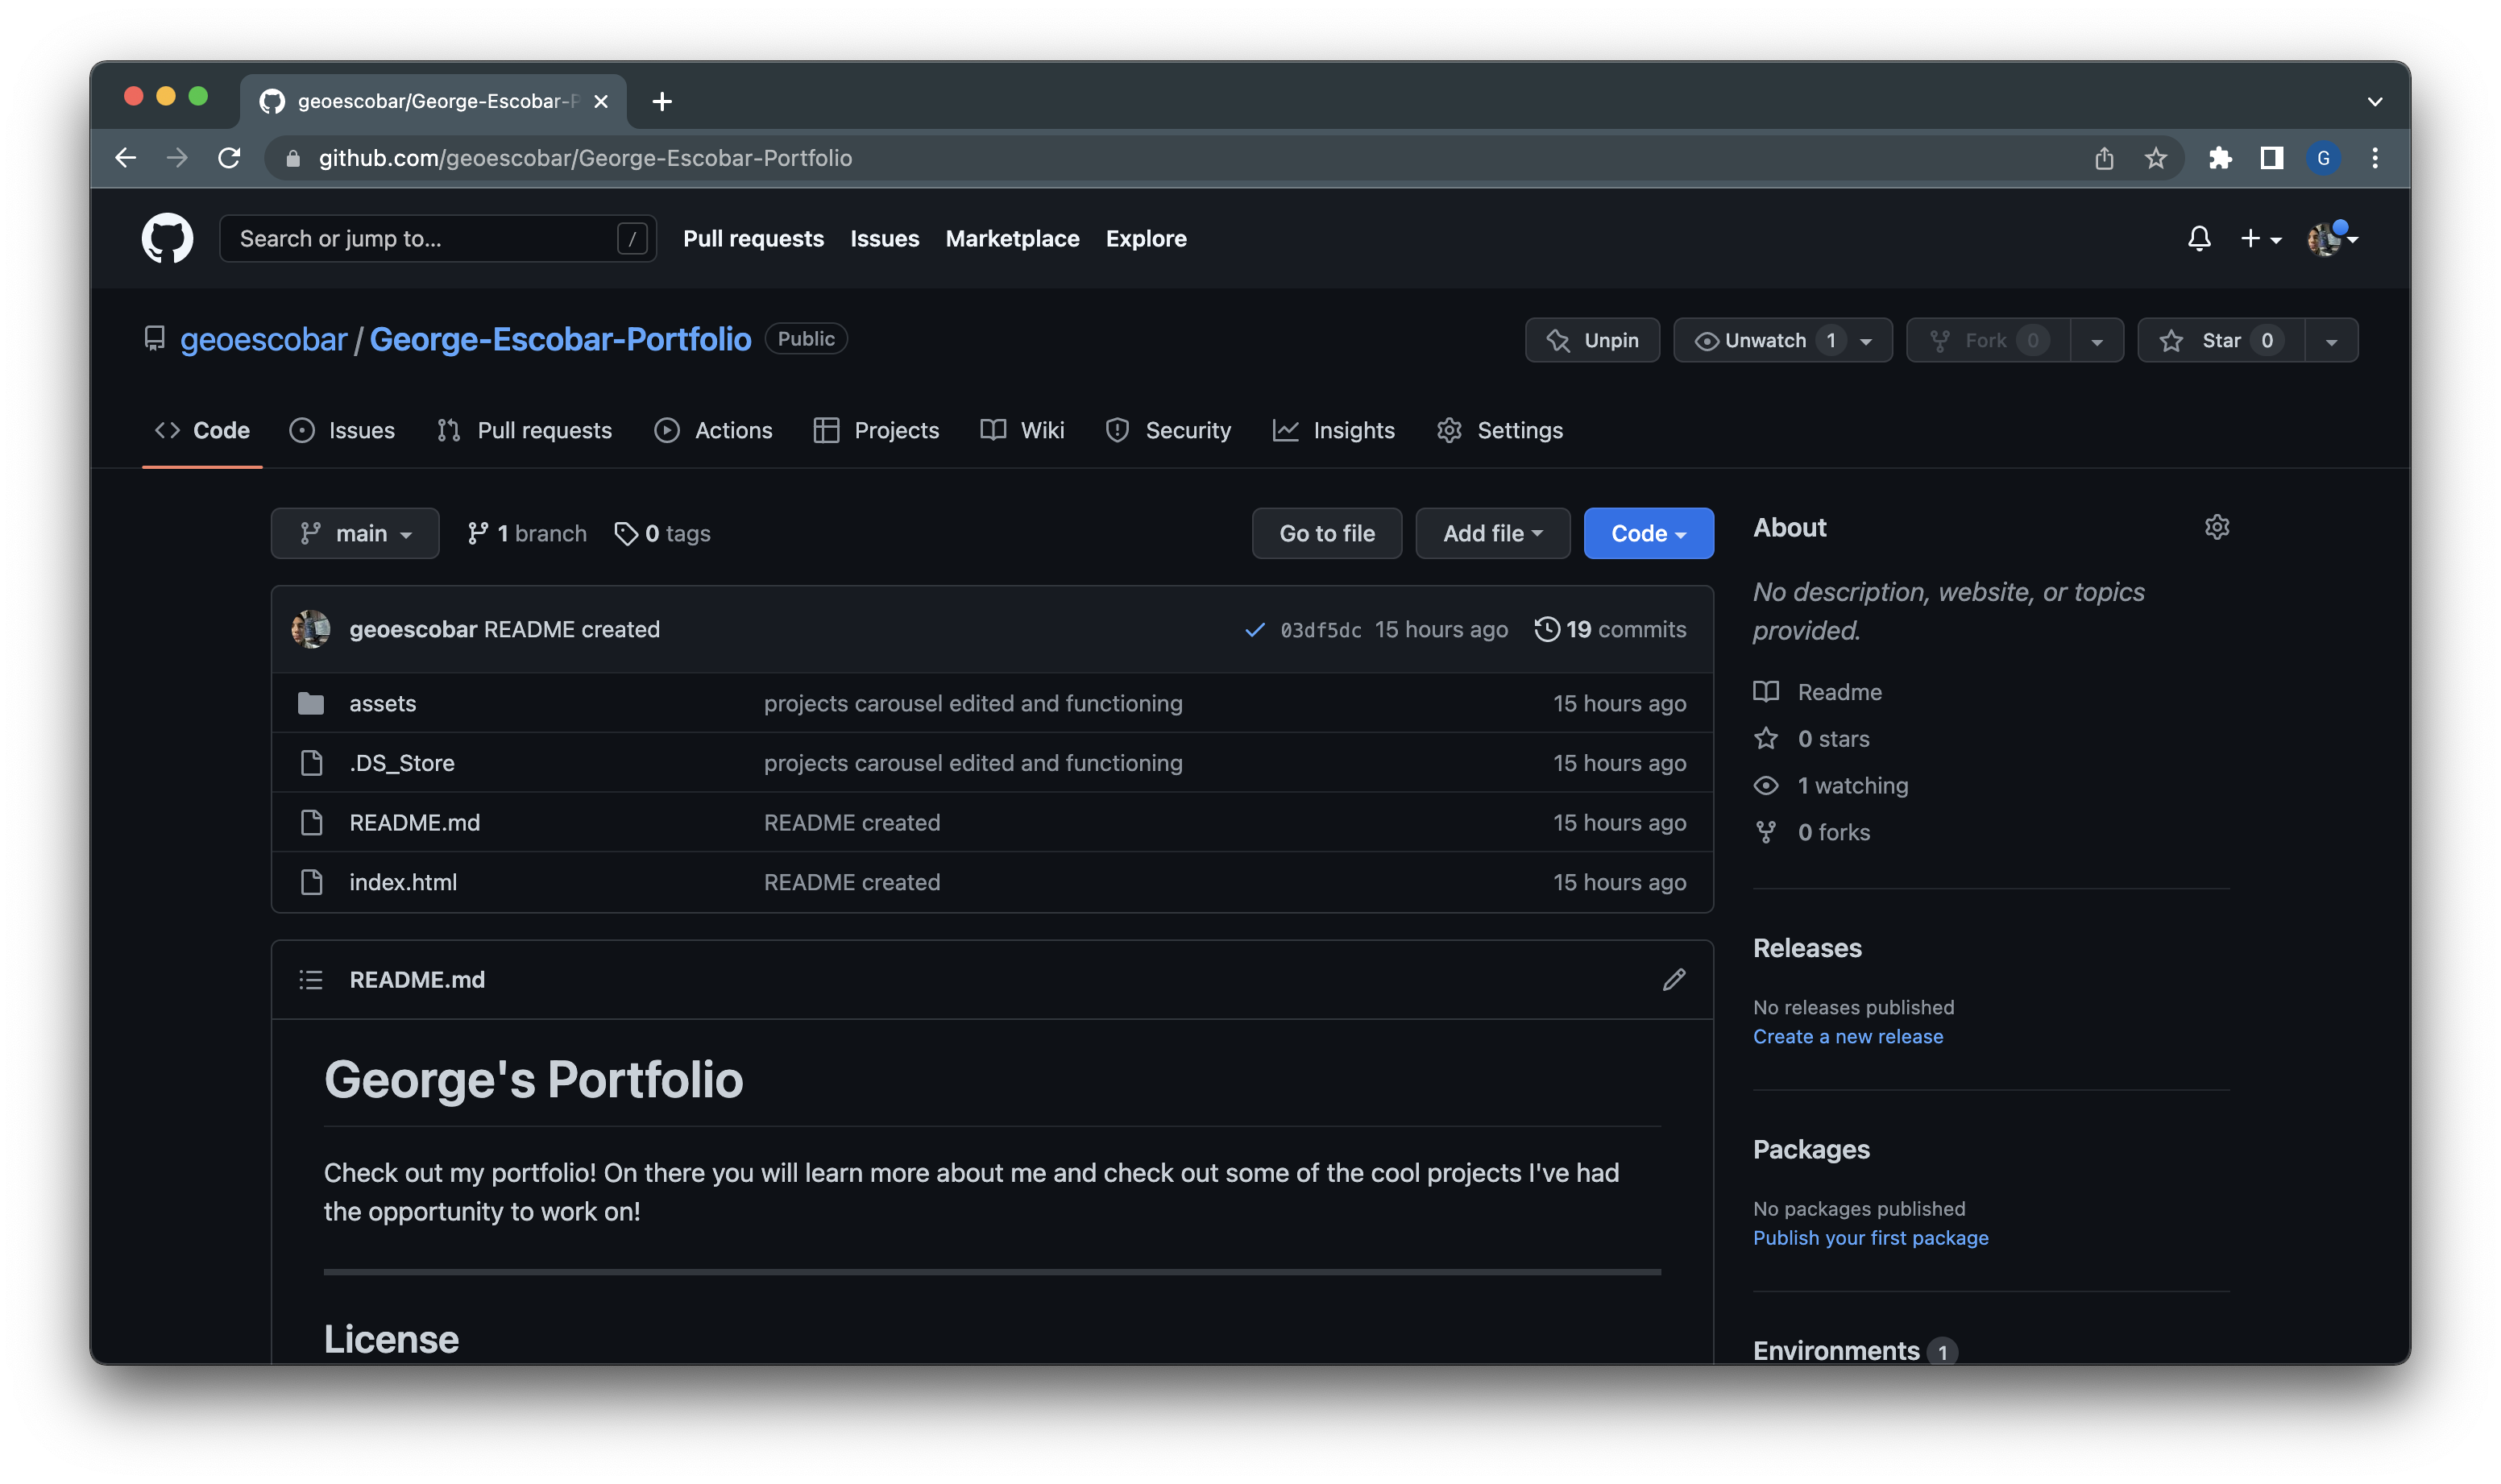 geoescobar/George-Escobar-P
github.com/geoescobar/George-Escobar-Portfolio
G
Search or jump to...
/
Pull requests
Issues
Marketplace
Explore
geoescobar / George-Escobar-Portfolio
Public
Unpin
Unwatch 1
Fork 0
Star 0
Code
Issues
Pull requests
Actions
Projects
Wiki
Security
Insights
Settings
main
1 branch
0 tags
Go to file
Add file
Code
geoescobar README created
03df5dc 15 hours ago
19 commits
assets
projects carousel edited and functioning
15 hours ago
.DS_Store
projects carousel edited and functioning
15 hours ago
README.md
README created
15 hours ago
index.html
README created
15 hours ago
README.md
George's Portfolio
Check out my portfolio! On there you will learn more about me and check out some of the cool projects I've had
the opportunity to work on!
License
About
No description, website, or topics
provided.
Readme
0 stars
1 watching
0 forks
Releases
No releases published
Create a new release
Packages
No packages published
Publish your first package
Environments 1